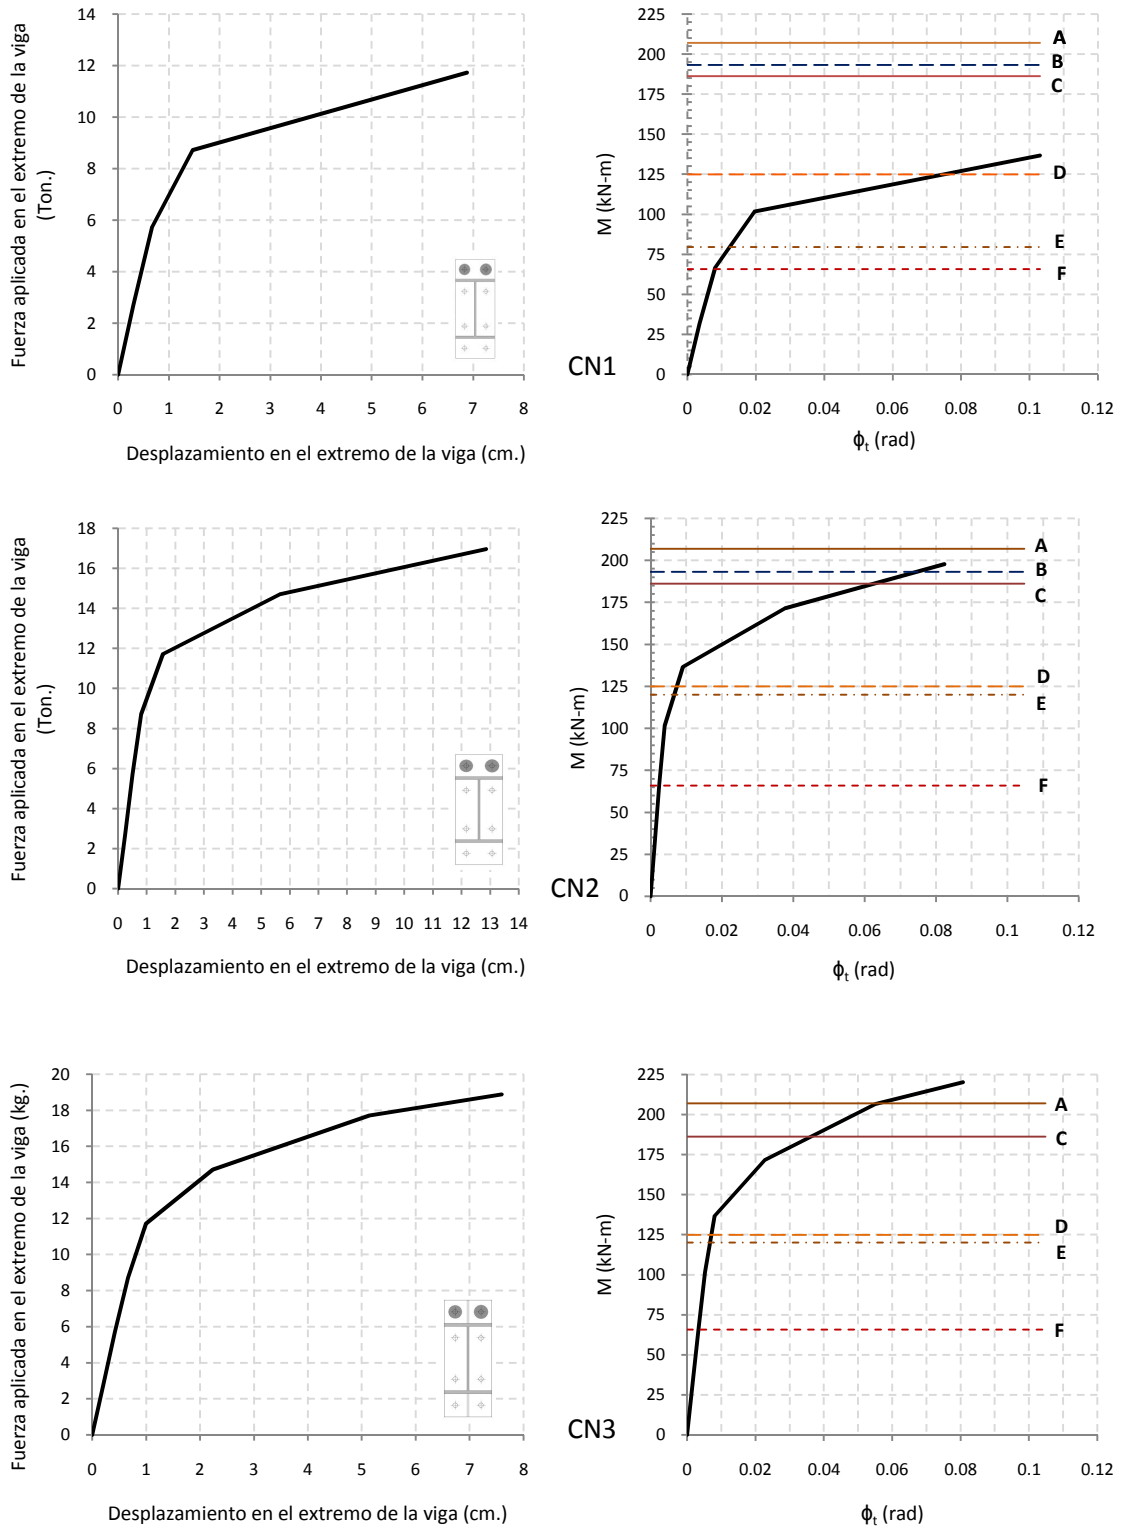 Fuerza aplicada en el extremo de la viga
(Ton.)
14
12
10
8
6
4
2
0
0 1 2 3 4 5 6 7 8
Desplazamiento en el extremo de la viga (cm.)
CN1
M (kN-m)
225
200
175
150
125
100
75
50
25
0
A
B
C
D
E
F
0 0.02 0.04 0.06 0.08 0.1 0.12
ϕt (rad)
Fuerza aplicada en el extremo de la viga
(Ton.)
18
16
14
12
10
8
6
4
2
0
0 1 2 3 4 5 6 7 8 9 10 11 12 13 14
Desplazamiento en el extremo de la viga (cm.)
CN2
M (kN-m)
225
200
175
150
125
100
75
50
25
0
A
B
C
D
E
F
0 0.02 0.04 0.06 0.08 0.1 0.12
ϕt (rad)
Fuerza aplicada en el extremo de la viga (kg.)
20
18
16
14
12
10
8
6
4
2
0
0 1 2 3 4 5 6 7 8
Desplazamiento en el extremo de la viga (cm.)
CN3
M (kN-m)
225
200
175
150
125
100
75
50
25
0
A
C
D
E
F
0 0.02 0.04 0.06 0.08 0.1 0.12
ϕt (rad)